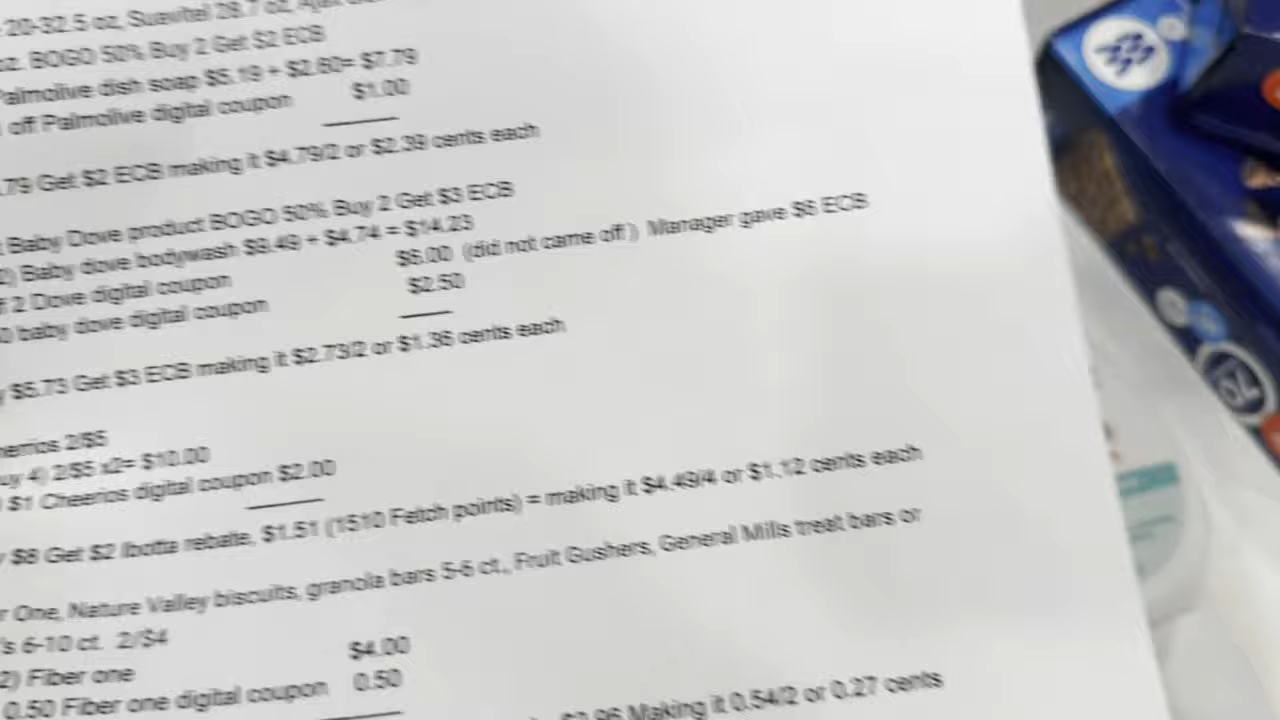 20-32.5 oz, Suavitel 28.7 oz, Ajax
oz. BOGO 50% Buy 2 Get $2 ECB
Palmolive dish soap $5.19 + $2.60= $7.79
off Palmolive digital coupon $1.00
.79 Get $2 ECB making it $4.79/2 or $2.39 cents each
Baby Dove product BOGO 50% Buy 2 Get $3 ECB
2) Baby dove bodywash $9.49 + $4.74 = $14.23
f 2 Dove digital coupon $6.00 (did not came off ) Manager gave $6 ECB
0 baby dove digital coupon $2.50
$5.73 Get $3 ECB making it $2.73/2 or $1.36 cents each
heerios 2/$5
uy 4) 2/$5 x2= $10.00
$1 Cheerios digital coupon $2.00
$8 Get $2 Ibotta rebate, $1.51 (1510 Fetch points) = making it $4.49/4 or $1.12 cents each
r One, Nature Valley biscuits, granola bars 5-6 ct., Fruit Gushers, General Mills treat bars or
's 6-10 ct. 2/$4
2) Fiber one $4.00
0.50 Fiber one digital coupon 0.50
$2.96 Making it 0.54/2 or 0.27 cents